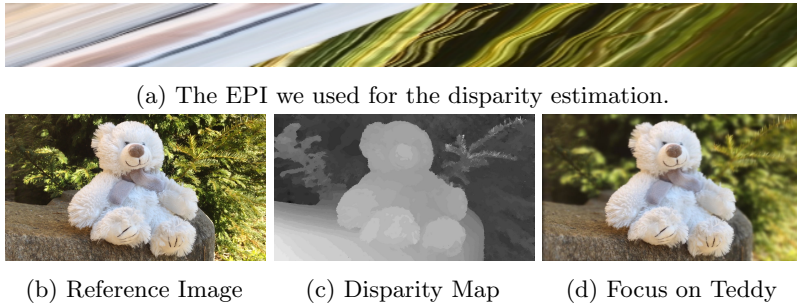 (a) The EPI we used for the disparity estimation.
(b) Reference Image
(c) Disparity Map
(d) Focus on Teddy